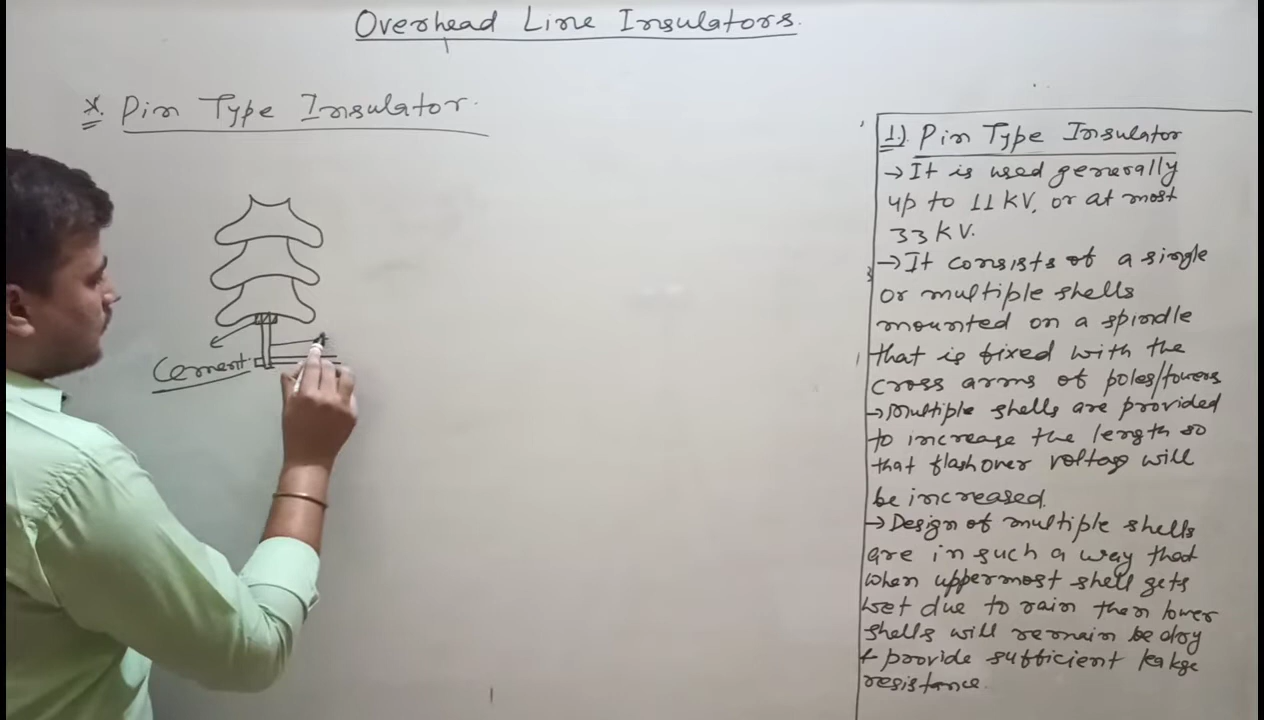 Overhead Line Insulators.
*. Pin Type Insulator.
Cement
1.) Pin Type Insulator
→ It is used generally
up to 11 KV. or at most
33 KV.
→ It consists of a single
or multiple shells
mounted on a spindle
that is fixed with the
cross arms of poles/towers
→ Multiple shells are provided
to increase the length so
that flashover voltag will
be increased.
→ Design of multiple shells
are in such a way that
when uppermost shell gets
wet due to rain then lower
shells will remain be dry
+ provide sufficient leakge
resistance.